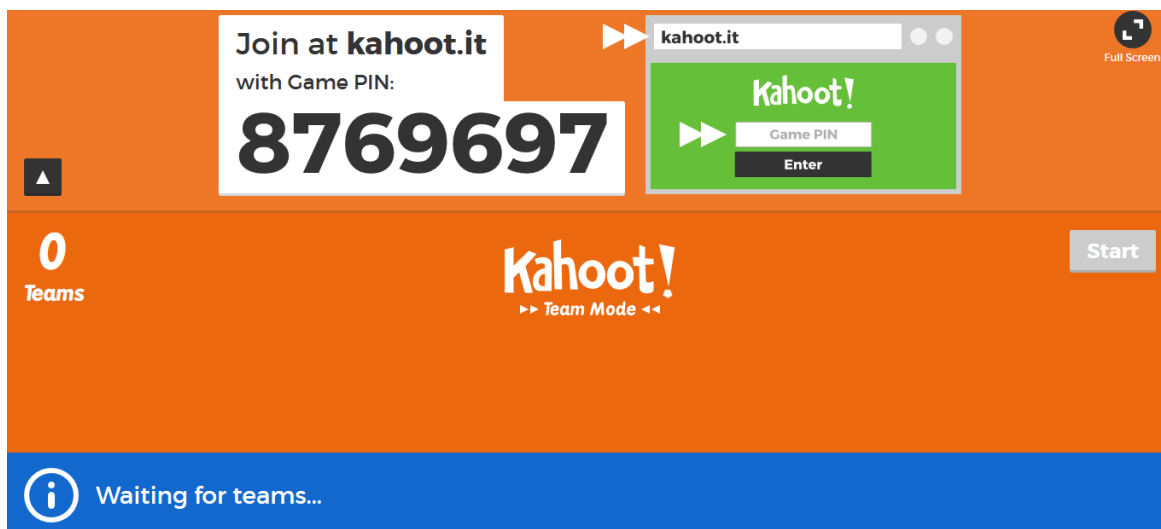 Join at kahoot.it
with Game PIN:
8769697
kahoot.it
Kahoot!
Game PIN
Enter
Full Screen
0
Teams
Kahoot!
Team Mode
Start
Waiting for teams...